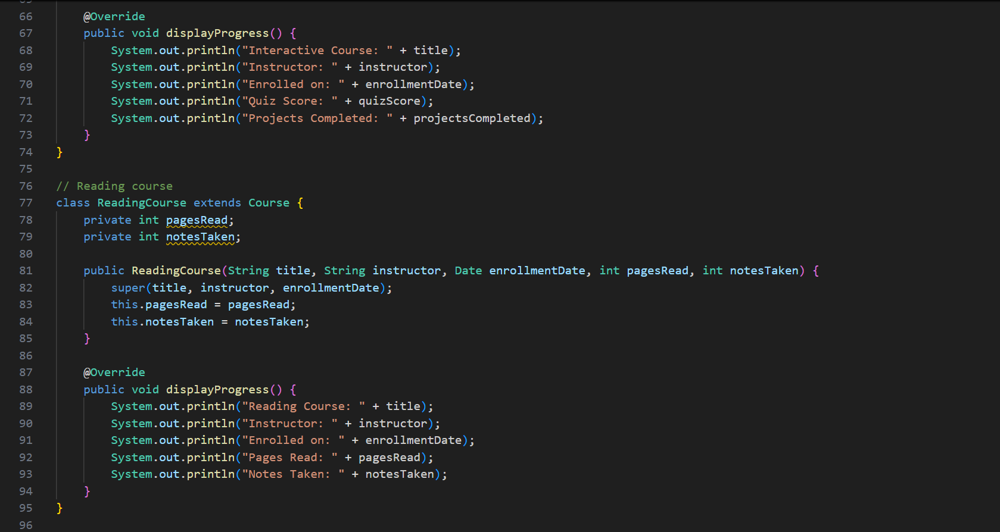 66 @Override
67 public void displayProgress() {
68 System.out.println("Interactive Course: " + title);
69 System.out.println("Instructor: " + instructor);
70 System.out.println("Enrolled on: " + enrollmentDate);
71 System.out.println("Quiz Score: " + quizScore);
72 System.out.println("Projects Completed: " + projectsCompleted);
73 }
74 }
75
76 // Reading course
77 class ReadingCourse extends Course {
78 private int pagesRead;
79 private int notesTaken;
80
81 public ReadingCourse(String title, String instructor, Date enrollmentDate, int pagesRead, int notesTaken) {
82 super(title, instructor, enrollmentDate);
83 this.pagesRead = pagesRead;
84 this.notesTaken = notesTaken;
85 }
86
87 @Override
88 public void displayProgress() {
89 System.out.println("Reading Course: " + title);
90 System.out.println("Instructor: " + instructor);
91 System.out.println("Enrolled on: " + enrollmentDate);
92 System.out.println("Pages Read: " + pagesRead);
93 System.out.println("Notes Taken: " + notesTaken);
94 }
95 }
96